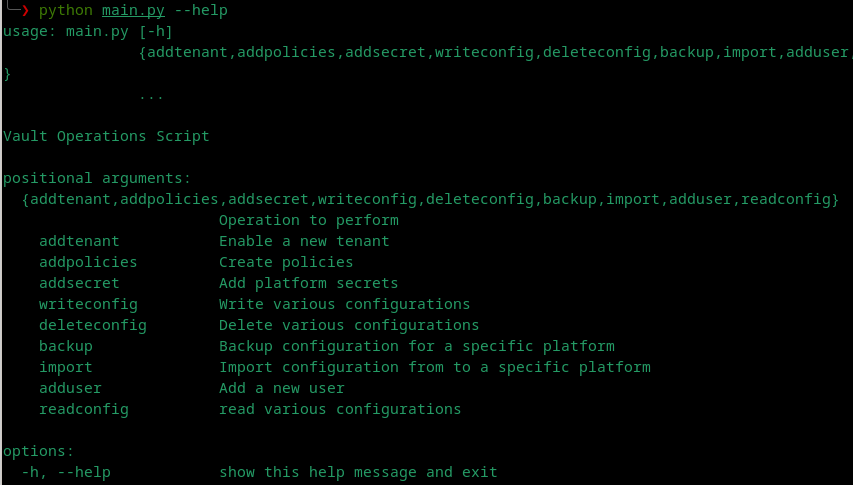 python main.py --help
usage: main.py [-h]
{addtenant,addpolicies,addsecret,writeconfig,deleteconfig,backup,import,adduser,
}
...
Vault Operations Script
positional arguments:
{addtenant,addpolicies,addsecret,writeconfig,deleteconfig,backup,import,adduser,readconfig}
Operation to perform
addtenant Enable a new tenant
addpolicies Create policies
addsecret Add platform secrets
writeconfig Write various configurations
deleteconfig Delete various configurations
backup Backup configuration for a specific platform
import Import configuration from to a specific platform
adduser Add a new user
readconfig read various configurations
options:
-h, --help show this help message and exit